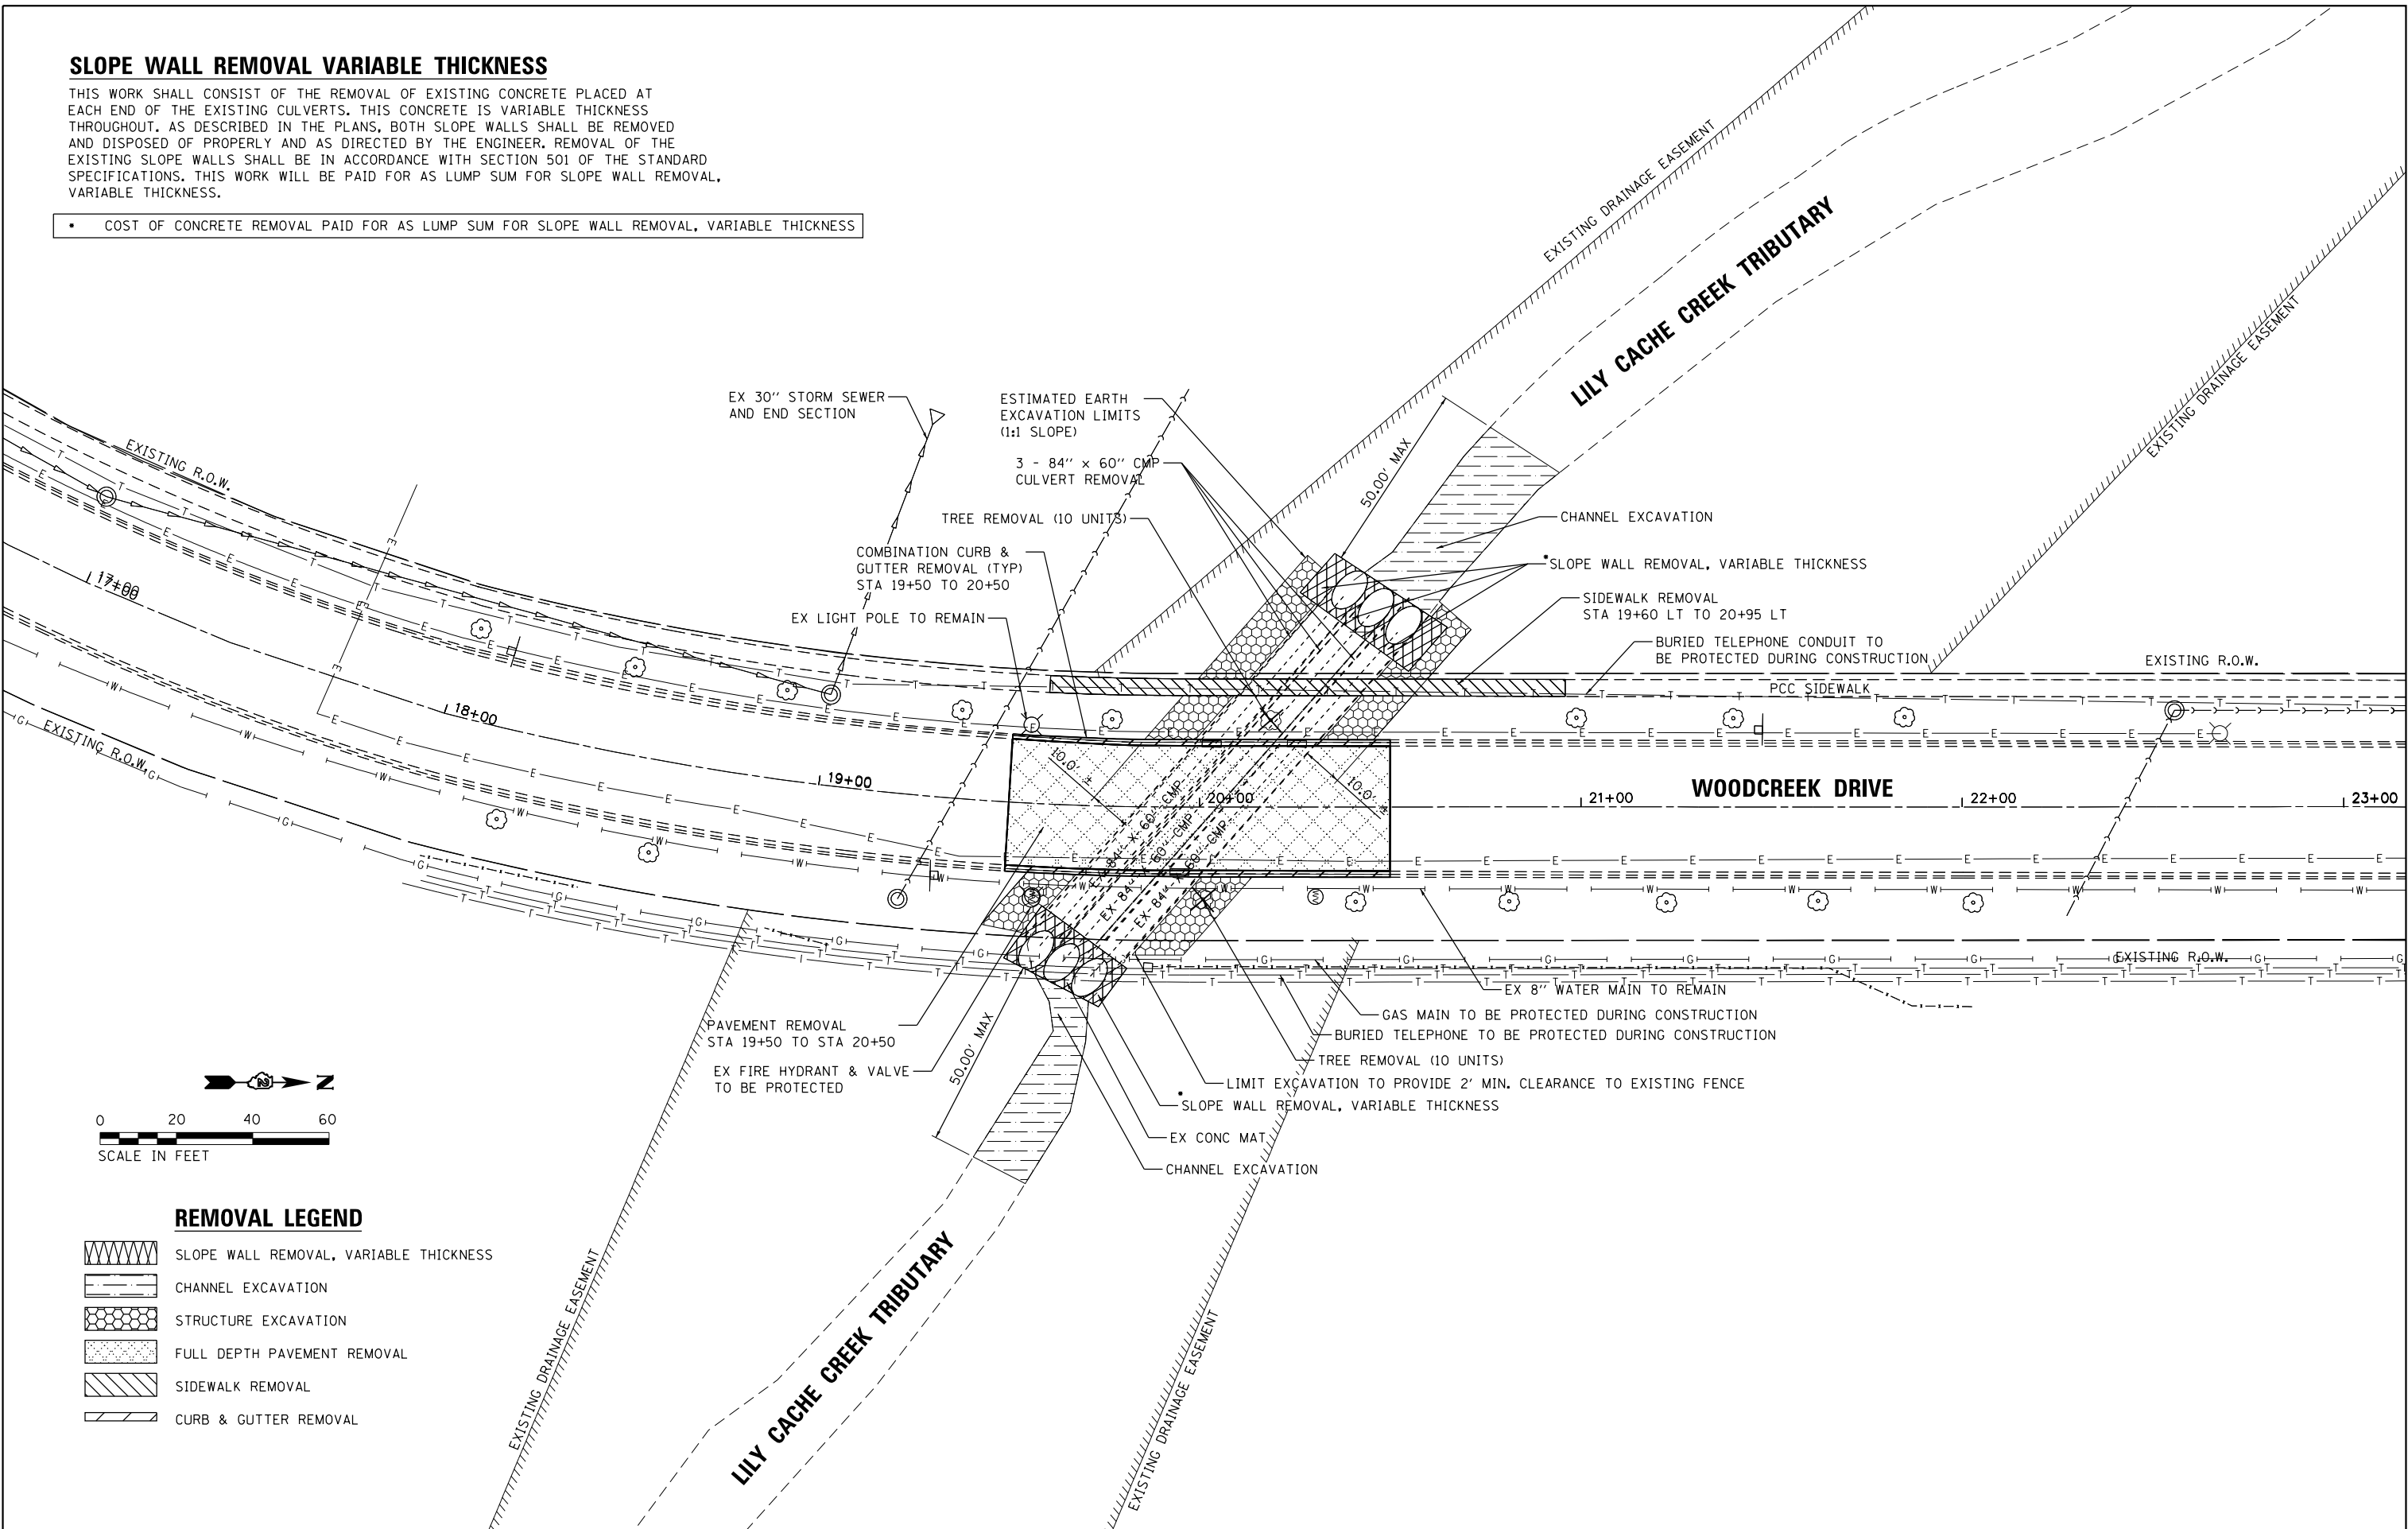 SLOPE WALL REMOVAL VARIABLE THICKNESS
THIS WORK SHALL CONSIST OF THE REMOVAL OF EXISTING CONCRETE PLACED AT
EACH END OF THE EXISTING CULVERTS. THIS CONCRETE IS VARIABLE THICKNESS
THROUGHOUT. AS DESCRIBED IN THE PLANS, BOTH SLOPE WALLS SHALL BE REMOVED
AND DISPOSED OF PROPERLY AND AS DIRECTED BY THE ENGINEER. REMOVAL OF THE
EXISTING SLOPE WALLS SHALL BE IN ACCORDANCE WITH SECTION 501 OF THE STANDARD
SPECIFICATIONS. THIS WORK WILL BE PAID FOR AS LUMP SUM FOR SLOPE WALL REMOVAL,
VARIABLE THICKNESS.
* COST OF CONCRETE REMOVAL PAID FOR AS LUMP SUM FOR SLOPE WALL REMOVAL, VARIABLE THICKNESS
EXISTING DRAINAGE EASEMENT
LILY CACHE CREEK TRIBUTARY
EXISTING DRAINAGE EASEMENT
EX 30" STORM SEWER
AND END SECTION
ESTIMATED EARTH
EXCAVATION LIMITS
(1:1 SLOPE)
3 - 84" x 60" CMP
CULVERT REMOVAL
TREE REMOVAL (10 UNITS)
COMBINATION CURB &
GUTTER REMOVAL (TYP)
STA 19+50 TO 20+50
EX LIGHT POLE TO REMAIN
50.00' MAX
CHANNEL EXCAVATION
*SLOPE WALL REMOVAL, VARIABLE THICKNESS
SIDEWALK REMOVAL
STA 19+60 LT TO 20+95 LT
BURIED TELEPHONE CONDUIT TO
BE PROTECTED DURING CONSTRUCTION
EXISTING R.O.W.
PCC SIDEWALK
EXISTING R.O.W.
17+00
18+00
19+00
20+00
21+00
22+00
23+00
WOODCREEK DRIVE
10.0' ±
10.0' ±
EX 84" X 60" CMP
EX 84" X 60" CMP
EX 84" X 60" CMP
EXISTING R.O.W.
EXISTING R.O.W.
EX 8" WATER MAIN TO REMAIN
GAS MAIN TO BE PROTECTED DURING CONSTRUCTION
BURIED TELEPHONE TO BE PROTECTED DURING CONSTRUCTION
TREE REMOVAL (10 UNITS)
LIMIT EXCAVATION TO PROVIDE 2' MIN. CLEARANCE TO EXISTING FENCE
*SLOPE WALL REMOVAL, VARIABLE THICKNESS
EX CONC MAT
CHANNEL EXCAVATION
PAVEMENT REMOVAL
STA 19+50 TO STA 20+50
EX FIRE HYDRANT & VALVE
TO BE PROTECTED
50.00' MAX
EXISTING DRAINAGE EASEMENT
LILY CACHE CREEK TRIBUTARY
EXISTING DRAINAGE EASEMENT
N
0 20 40 60
SCALE IN FEET
REMOVAL LEGEND
SLOPE WALL REMOVAL, VARIABLE THICKNESS
CHANNEL EXCAVATION
STRUCTURE EXCAVATION
FULL DEPTH PAVEMENT REMOVAL
SIDEWALK REMOVAL
CURB & GUTTER REMOVAL